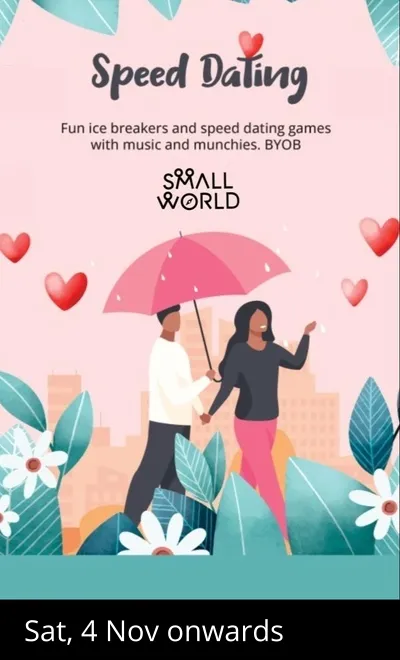 Speed Dating
Fun ice breakers and speed dating games
with music and munchies. BYOB
SMALL
WORLD
Sat, 4 Nov onwards